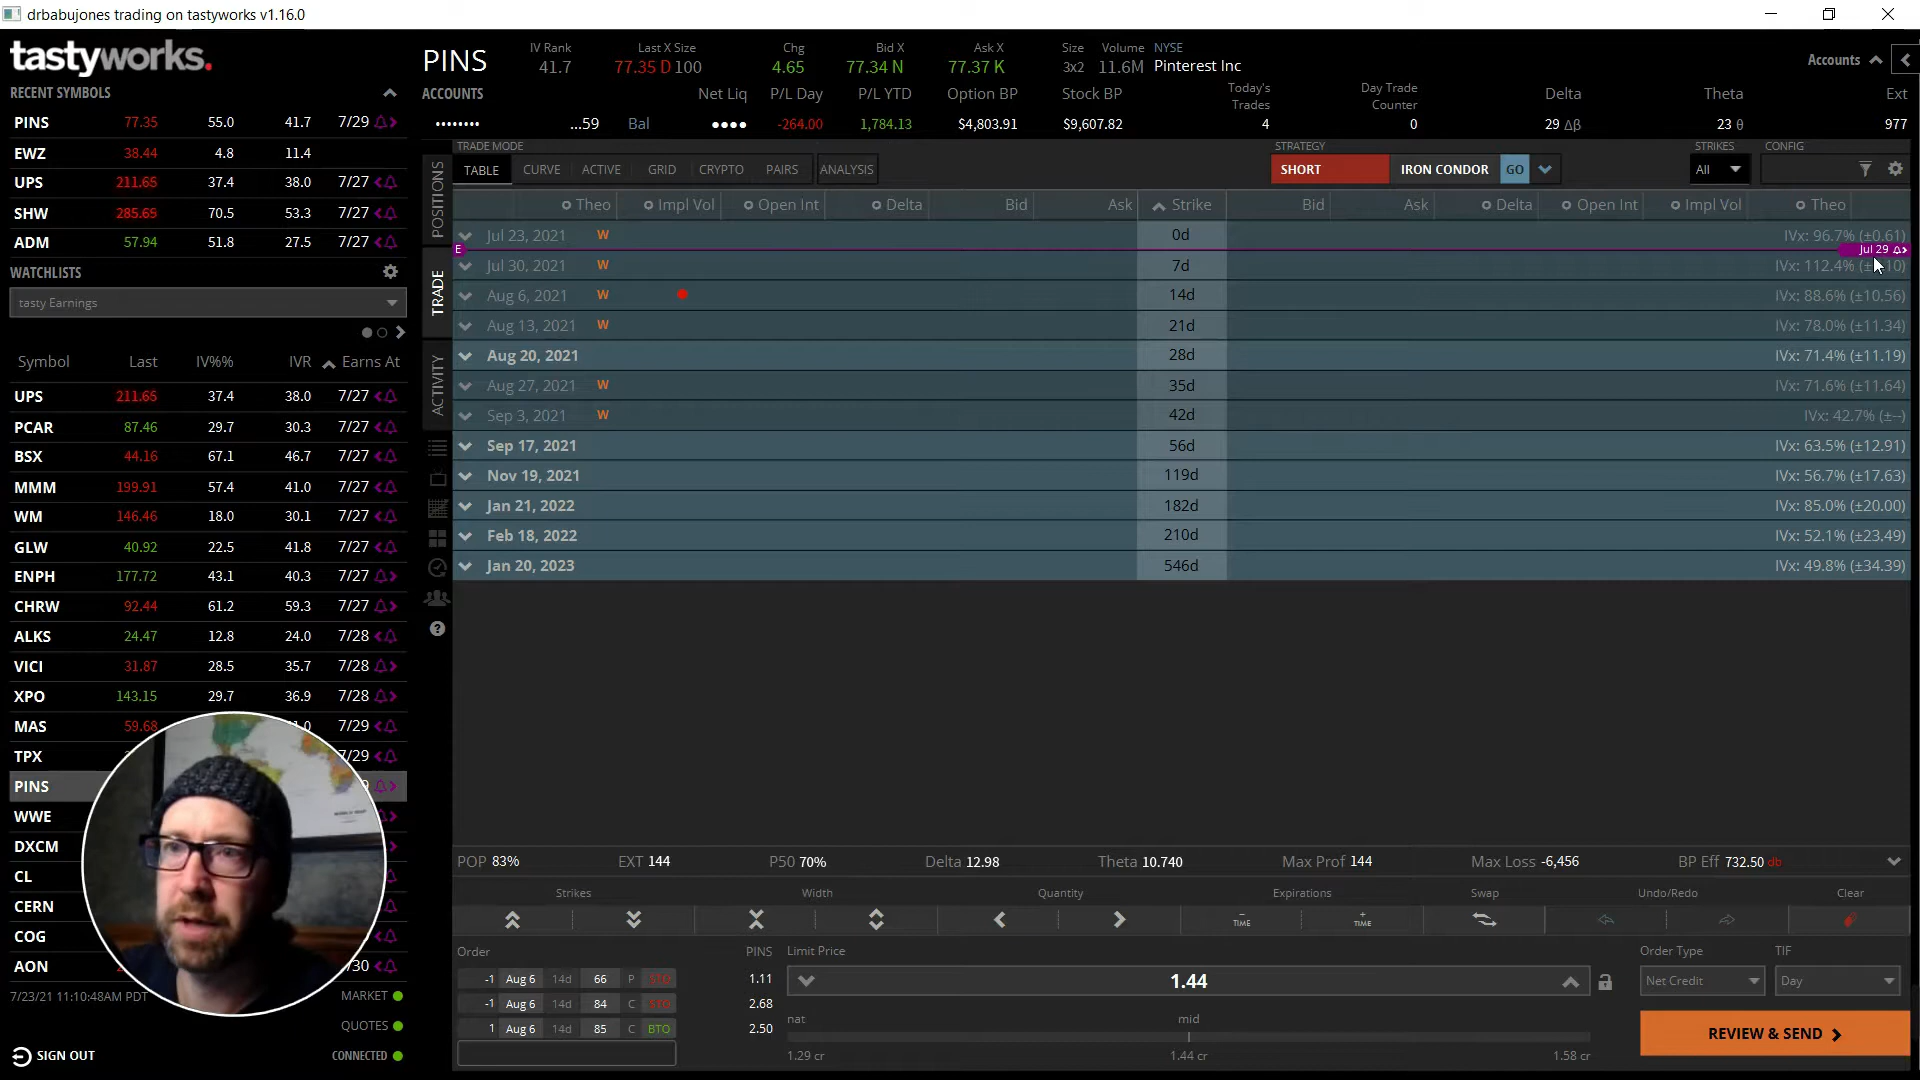 drbabujones trading on tastyworks v1.16.0
tastyworks.
PINS
IV Rank
41.7
Last X Size
77.35 D 100
Chg
4.65
Bid X
77.34 N
Ask X
77.37 K
Size
3x2
Volume
11.6M
NYSE
Pinterest Inc
Accounts
RECENT SYMBOLS
PINS 77.35 55.0 41.7 7/29
EWZ 38.44 4.8 11.4
UPS 211.65 37.4 38.0 7/27
SHW 285.65 70.5 53.3 7/27
ADM 57.94 51.8 27.5 7/27
WATCHLISTS
tasty Earnings
Symbol Last IV%% IVR Earns At
UPS 211.65 37.4 38.0 7/27
PCAR 87.46 29.7 30.3 7/27
BSX 44.16 67.1 46.7 7/27
MMM 199.91 57.4 41.0 7/27
WM 146.46 18.0 30.1 7/27
GLW 40.92 22.5 41.8 7/27
ENPH 177.72 43.1 40.3 7/27
CHRW 92.44 61.2 59.3 7/27
ALKS 24.47 12.8 24.0 7/28
VICI 31.87 28.5 35.7 7/28
XPO 143.15 29.7 36.9 7/28
MAS 59.68 7/29
TPX 7/29
PINS
WWE
DXCM
CL
CERN
COG
AON
7/23/21 11:10:48AM PDT
MARKET
QUOTES
CONNECTED
SIGN OUT
ACCOUNTS Net Liq P/L Day P/L YTD Option BP Stock BP Today's Trades Day Trade Counter Delta Theta Ext
•••••••• ...59 Bal •••• -264.00 1,784.13 $4,803.91 $9,607.82 4 0 29 Δβ 23 θ 977
POSITIONS
TRADE
ACTIVITY
TRADE MODE
TABLE CURVE ACTIVE GRID CRYPTO PAIRS ANALYSIS
STRATEGY
SHORT IRON CONDOR GO
STRIKES
All
CONFIG
Theo Impl Vol Open Int Delta Bid Ask Strike Bid Ask Delta Open Int Impl Vol Theo
Jul 23, 2021 W 0d IVx: 96.7% (±0.61)
E Jul 29
Jul 30, 2021 W 7d IVx: 112.4%
Aug 6, 2021 W 14d IVx: 88.6% (±10.56)
Aug 13, 2021 W 21d IVx: 78.0% (±11.34)
Aug 20, 2021 28d IVx: 71.4% (±11.19)
Aug 27, 2021 W 35d IVx: 71.6% (±11.64)
Sep 3, 2021 W 42d IVx: 42.7% (±--)
Sep 17, 2021 56d IVx: 63.5% (±12.91)
Nov 19, 2021 119d IVx: 56.7% (±17.63)
Jan 21, 2022 182d IVx: 85.0% (±20.00)
Feb 18, 2022 210d IVx: 52.1% (±23.49)
Jan 20, 2023 546d IVx: 49.8% (±34.39)
POP 83% EXT 144 P50 70% Delta 12.98 Theta 10.740 Max Prof 144 Max Loss -6,456 BP Eff 732.50 db
Strikes Width Quantity Expirations Swap Undo/Redo Clear
- TIME + TIME
Order PINS Limit Price Order Type TIF
-1 Aug 6 14d 66 P STO 1.11
-1 Aug 6 14d 84 C STO 2.68
1 Aug 6 14d 85 C BTO 2.50
1.44
Net Credit Day
nat mid
1.29 cr 1.44 cr 1.58 cr
REVIEW & SEND